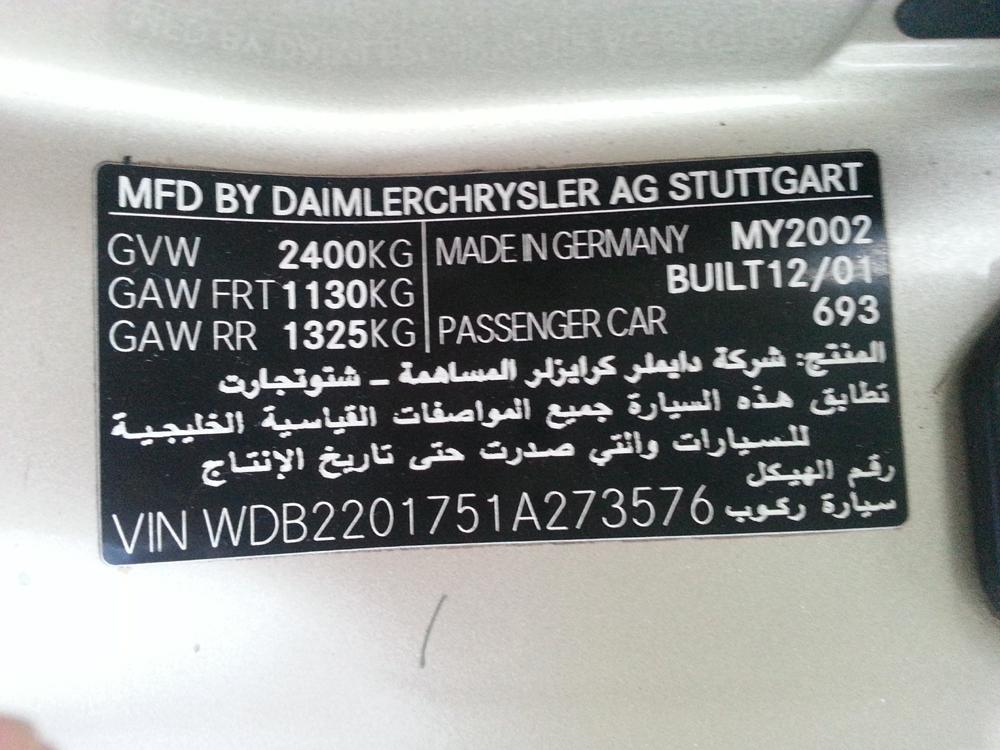 MFD BY DAIMLERCHRYSLER AG STUTTGART
GVW 2400KG
GAW FRT 1130KG
GAW RR 1325KG
MADE IN GERMANY MY2002
BUILT 12/01
PASSENGER CAR 693
المنتج: شركة دايملر كرايزلر المساهمة - شتوتجارت
تطابق هذه السيارة جميع المواصفات القياسية الخليجية
للسيارات والتي صدرت حتى تاريخ الإنتاج
رقم الهيكل
VIN WDB2201751A273576 سيارة ركوب